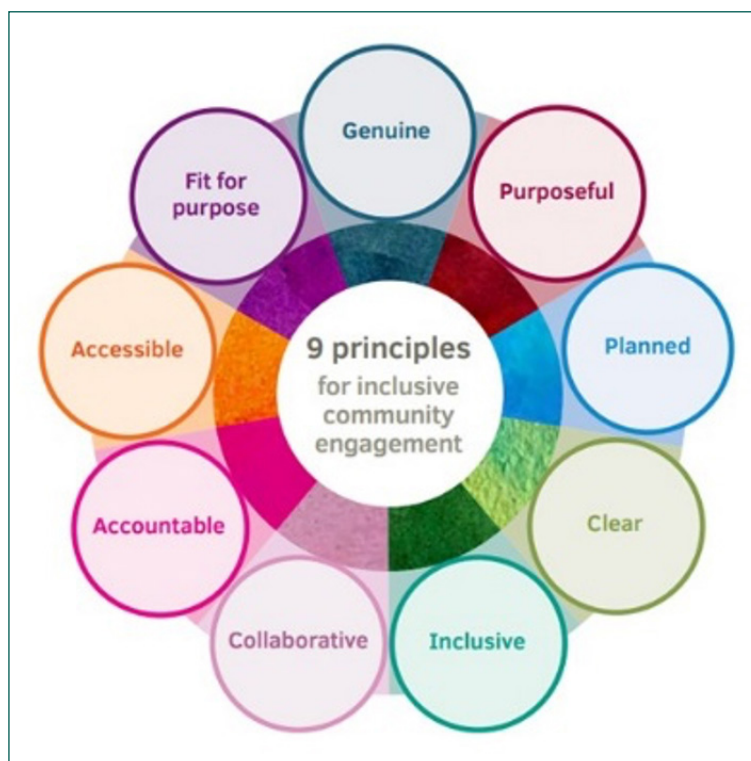 9 principles
for inclusive
community
engagement
Genuine
Purposeful
Planned
Clear
Inclusive
Collaborative
Accountable
Accessible
Fit for
purpose